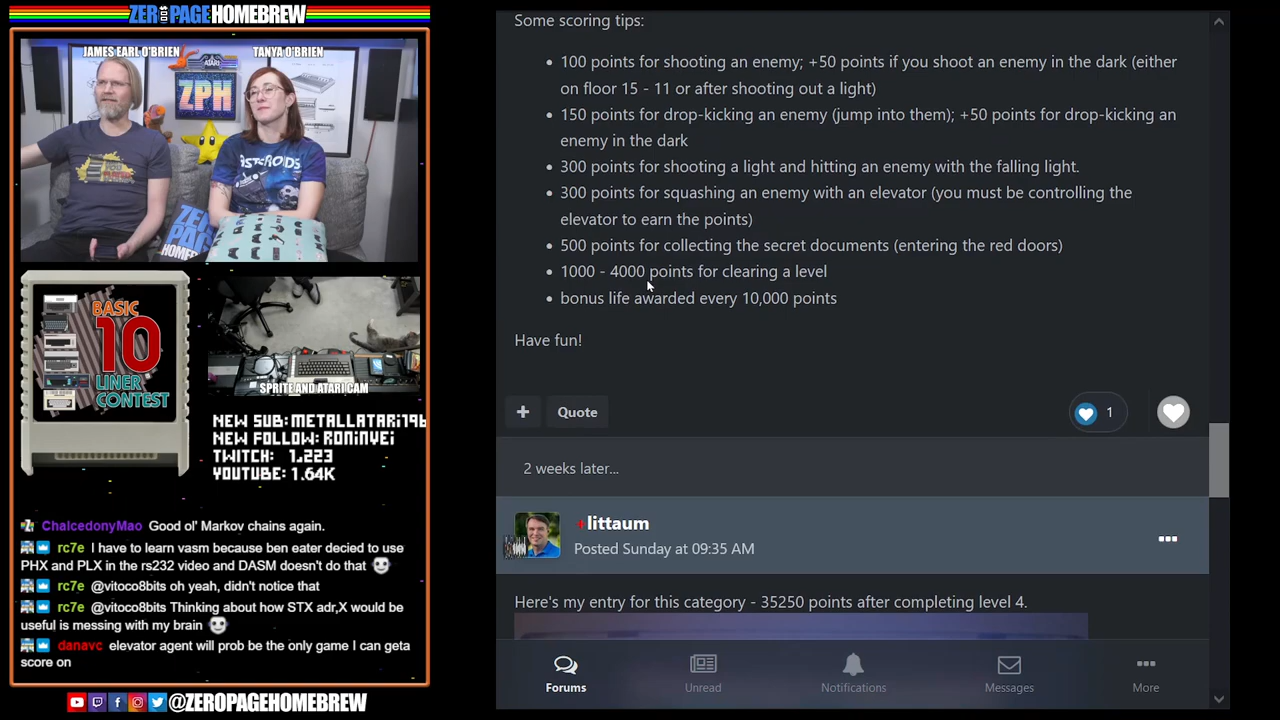 ZERO PAGE HOMEBREW
JAMES EARL O'BRIEN
TANYA O'BRIEN
ATARI
ZPH
ASTEROIDS
ZERO
PAGE
HOMEBREW
BASIC
10
LINER
CONTEST
SPRITE AND ATARI CAM
NEW SUB:METALLATARI196
NEW FOLLOW:RONINYEI
TWITCH : 1,223
YOUTUBE: 1.64K
ChalcedonyMao Good ol' Markov chains again.
rc7e I have to learn vasm because ben eater decied to use
PHX and PLX in the rs232 video and DASM doesn't do that
rc7e @vitoco8bits oh yeah, didn't notice that
rc7e @vitoco8bits Thinking about how STX adr,X would be
useful is messing with my brain
danavc elevator agent will prob be the only game I can geta
score on
@ZEROPAGEHOMEBREW
Some scoring tips:
100 points for shooting an enemy; +50 points if you shoot an enemy in the dark (either
on floor 15 - 11 or after shooting out a light)
150 points for drop-kicking an enemy (jump into them); +50 points for drop-kicking an
enemy in the dark
300 points for shooting a light and hitting an enemy with the falling light.
300 points for squashing an enemy with an elevator (you must be controlling the
elevator to earn the points)
500 points for collecting the secret documents (entering the red doors)
1000 - 4000 points for clearing a level
bonus life awarded every 10,000 points
Have fun!
+ Quote
1
2 weeks later...
+littaum
Posted Sunday at 09:35 AM
Here's my entry for this category - 35250 points after completing level 4.
Forums
Unread
Notifications
Messages
More